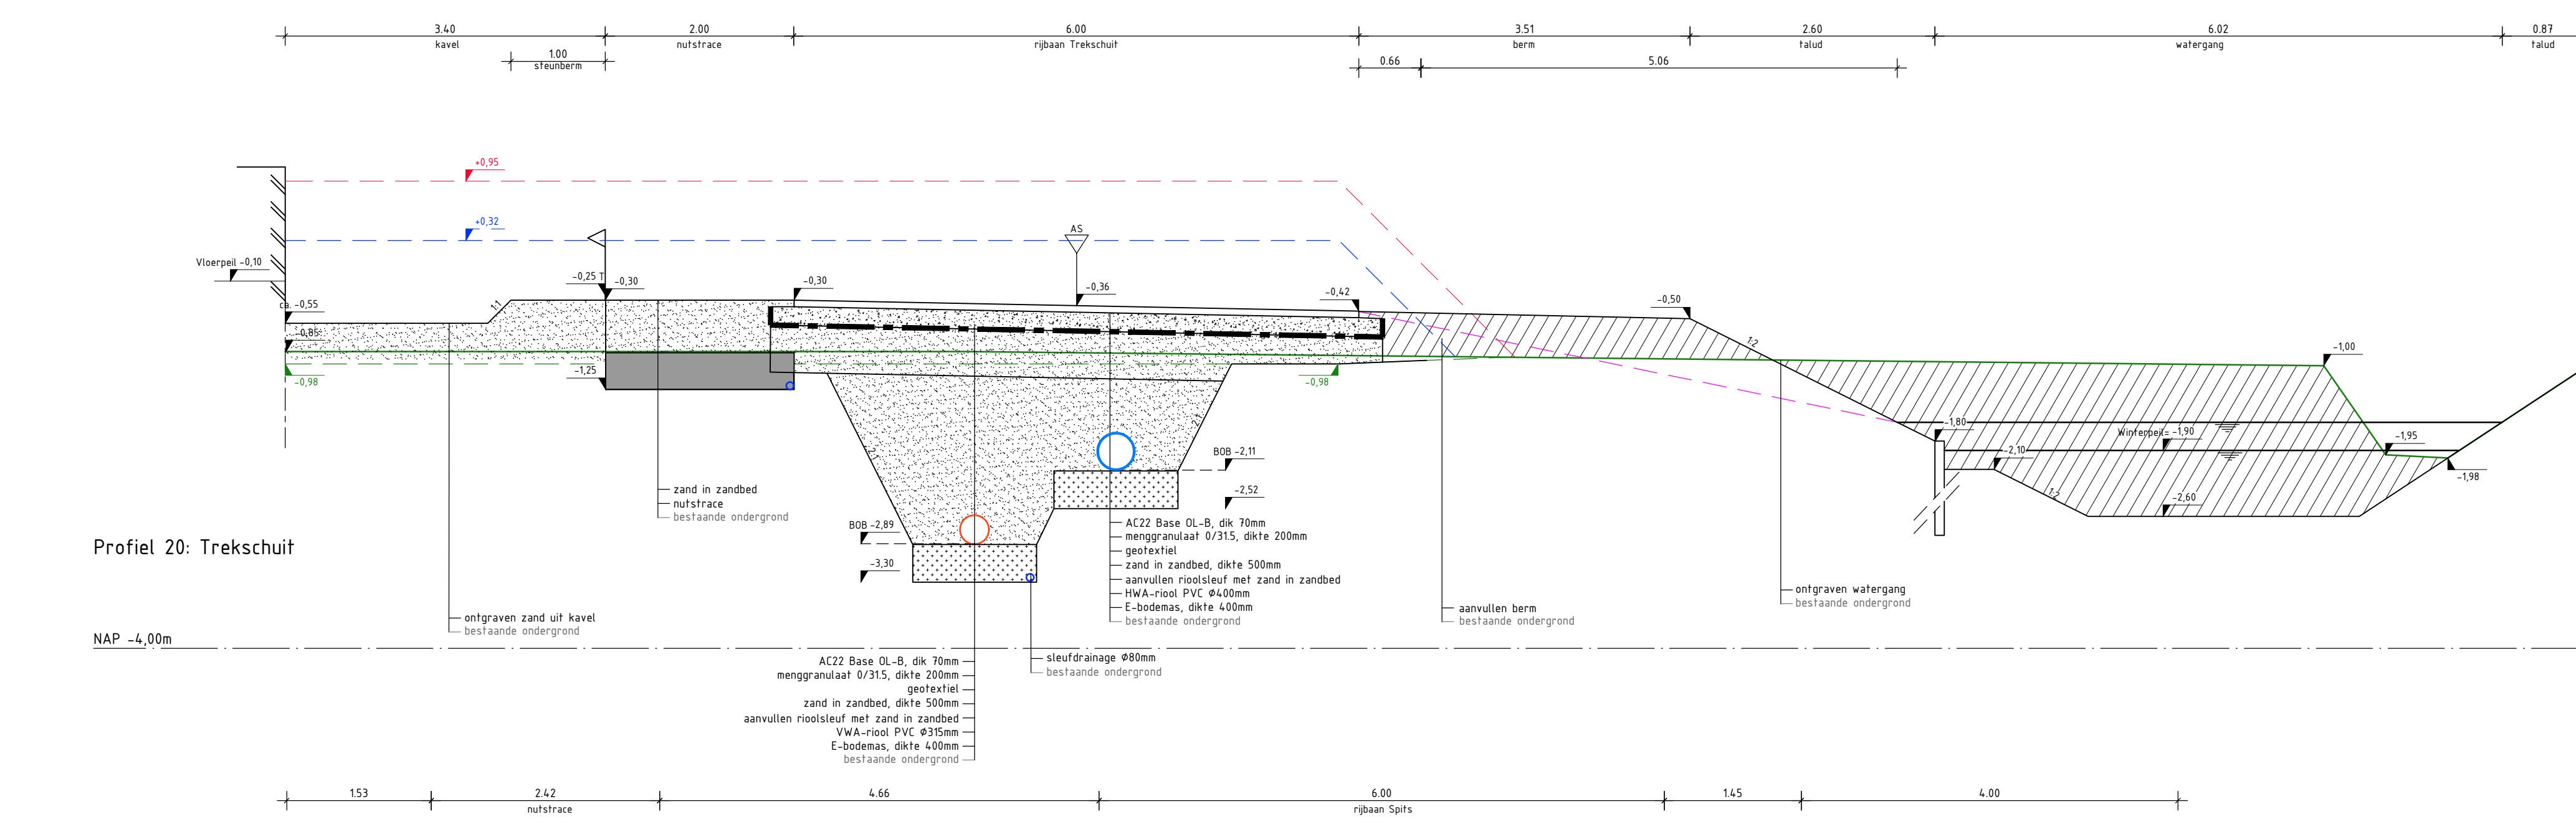 3.40
kavel
2.00
nutstrace
6.00
rijbaan Trekschuit
3.51
berm
2.60
talud
6.02
watergang
0.87
talud
1.00
steunberm
0.66
5.06
+0,95
+0,32
AS
Vloerpeil -0,10
-0,25 T
-0,30
-0,30
-0,36
-0,42
-0,50
ca. -0,55
1:1
-0,85
-0,98
-1,25
-0,98
1:2
-1,00
2:1
2:1
-1,80
Winterpeil= -1,90
-1,95
-2,10
-1,98
1:2
-2,60
BOB -2,11
-2,52
BOB -2,89
-3,30
zand in zandbed
nutstrace
bestaande ondergrond
AC22 Base OL-B, dik 70mm
menggranulaat 0/31.5, dikte 200mm
geotextiel
zand in zandbed, dikte 500mm
aanvullen rioolsleuf met zand in zandbed
HWA-riool PVC Ø400mm
E-bodemas, dikte 400mm
bestaande ondergrond
Profiel 20: Trekschuit
ontgraven watergang
bestaande ondergrond
aanvullen berm
bestaande ondergrond
ontgraven zand uit kavel
bestaande ondergrond
NAP -4,00m
sleufdrainage Ø80mm
bestaande ondergrond
AC22 Base OL-B, dik 70mm
menggranulaat 0/31.5, dikte 200mm
geotextiel
zand in zandbed, dikte 500mm
aanvullen rioolsleuf met zand in zandbed
VWA-riool PVC Ø315mm
E-bodemas, dikte 400mm
bestaande ondergrond
1.53
2.42
nutstrace
4.66
6.00
rijbaan Spits
1.45
4.00